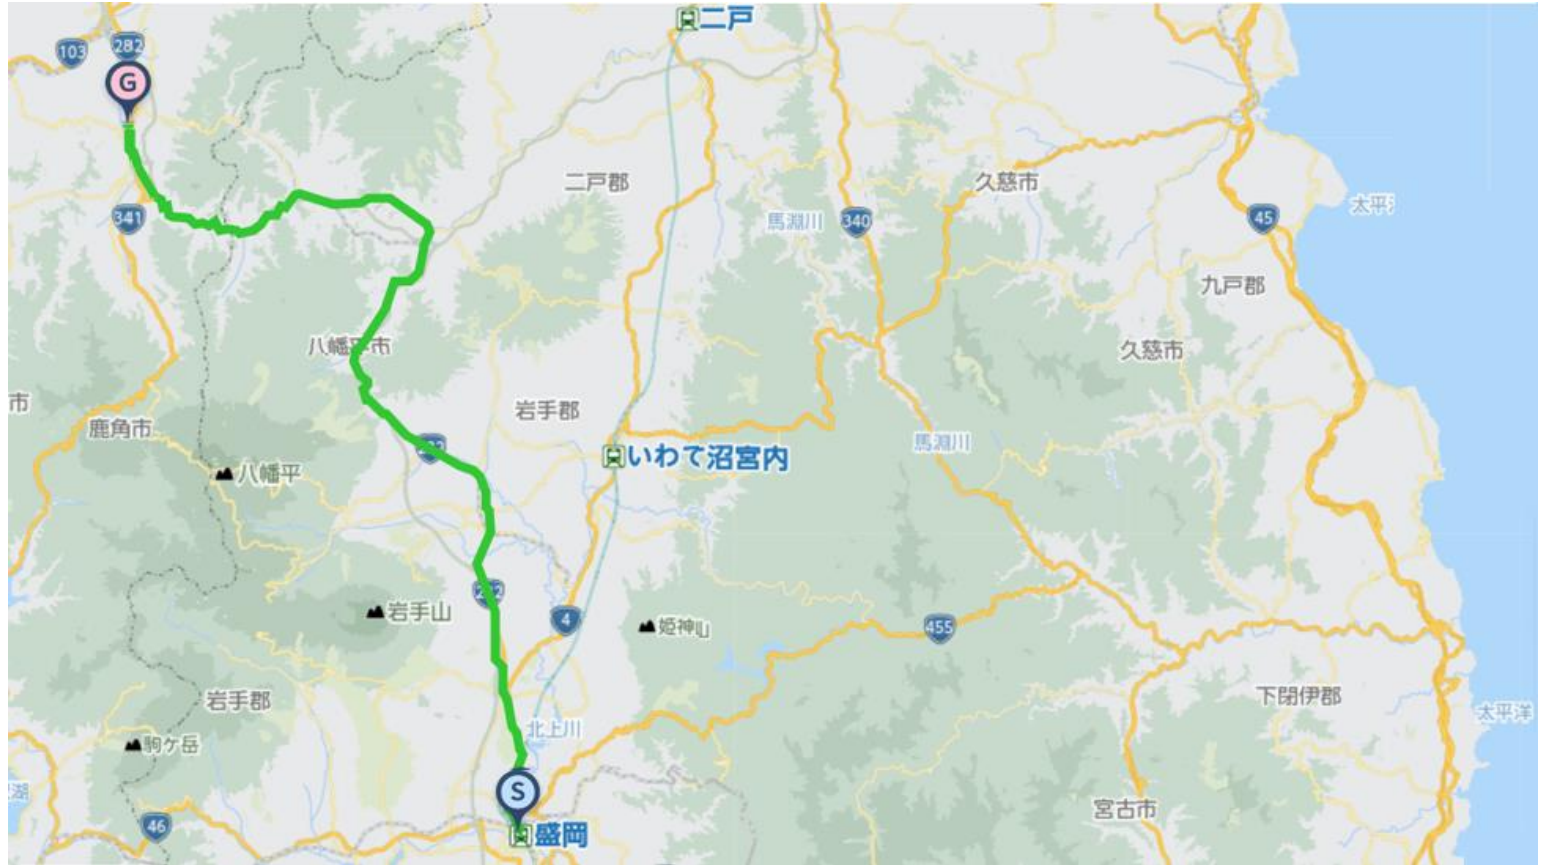 二戸
103
282
G
二戸郡
久慈市
太平
341
馬淵川
340
45
九戸郡
八幡平市
久慈市
市
岩手郡
鹿角市
馬淵川
いわて沼宮内
八幡平
岩手山
4
姫神山
455
岩手郡
下閉伊郡
太平洋
北上川
駒ケ岳
湖
S
宮古市
46
盛岡